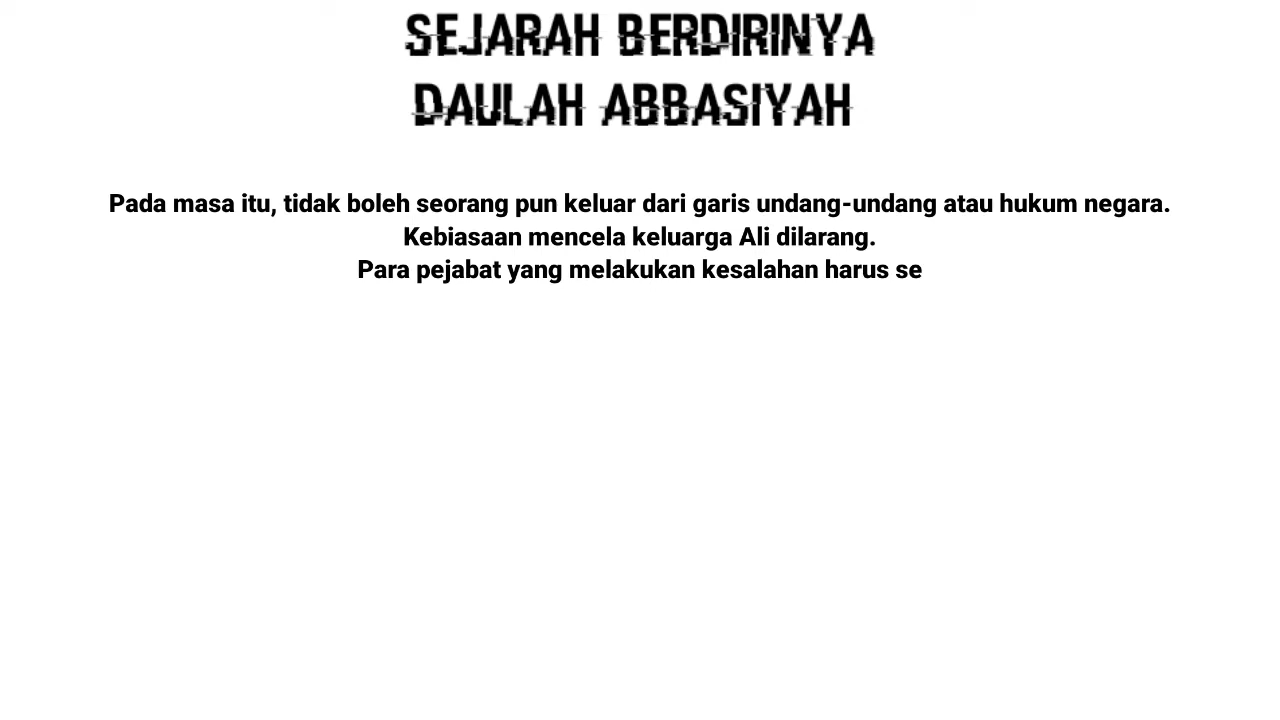 SEJARAH BERDIRINYA
DAULAH ABBASIYAH
Pada masa itu, tidak boleh seorang pun keluar dari garis undang-undang atau hukum negara.
Kebiasaan mencela keluarga Ali dilarang.
Para pejabat yang melakukan kesalahan harus se